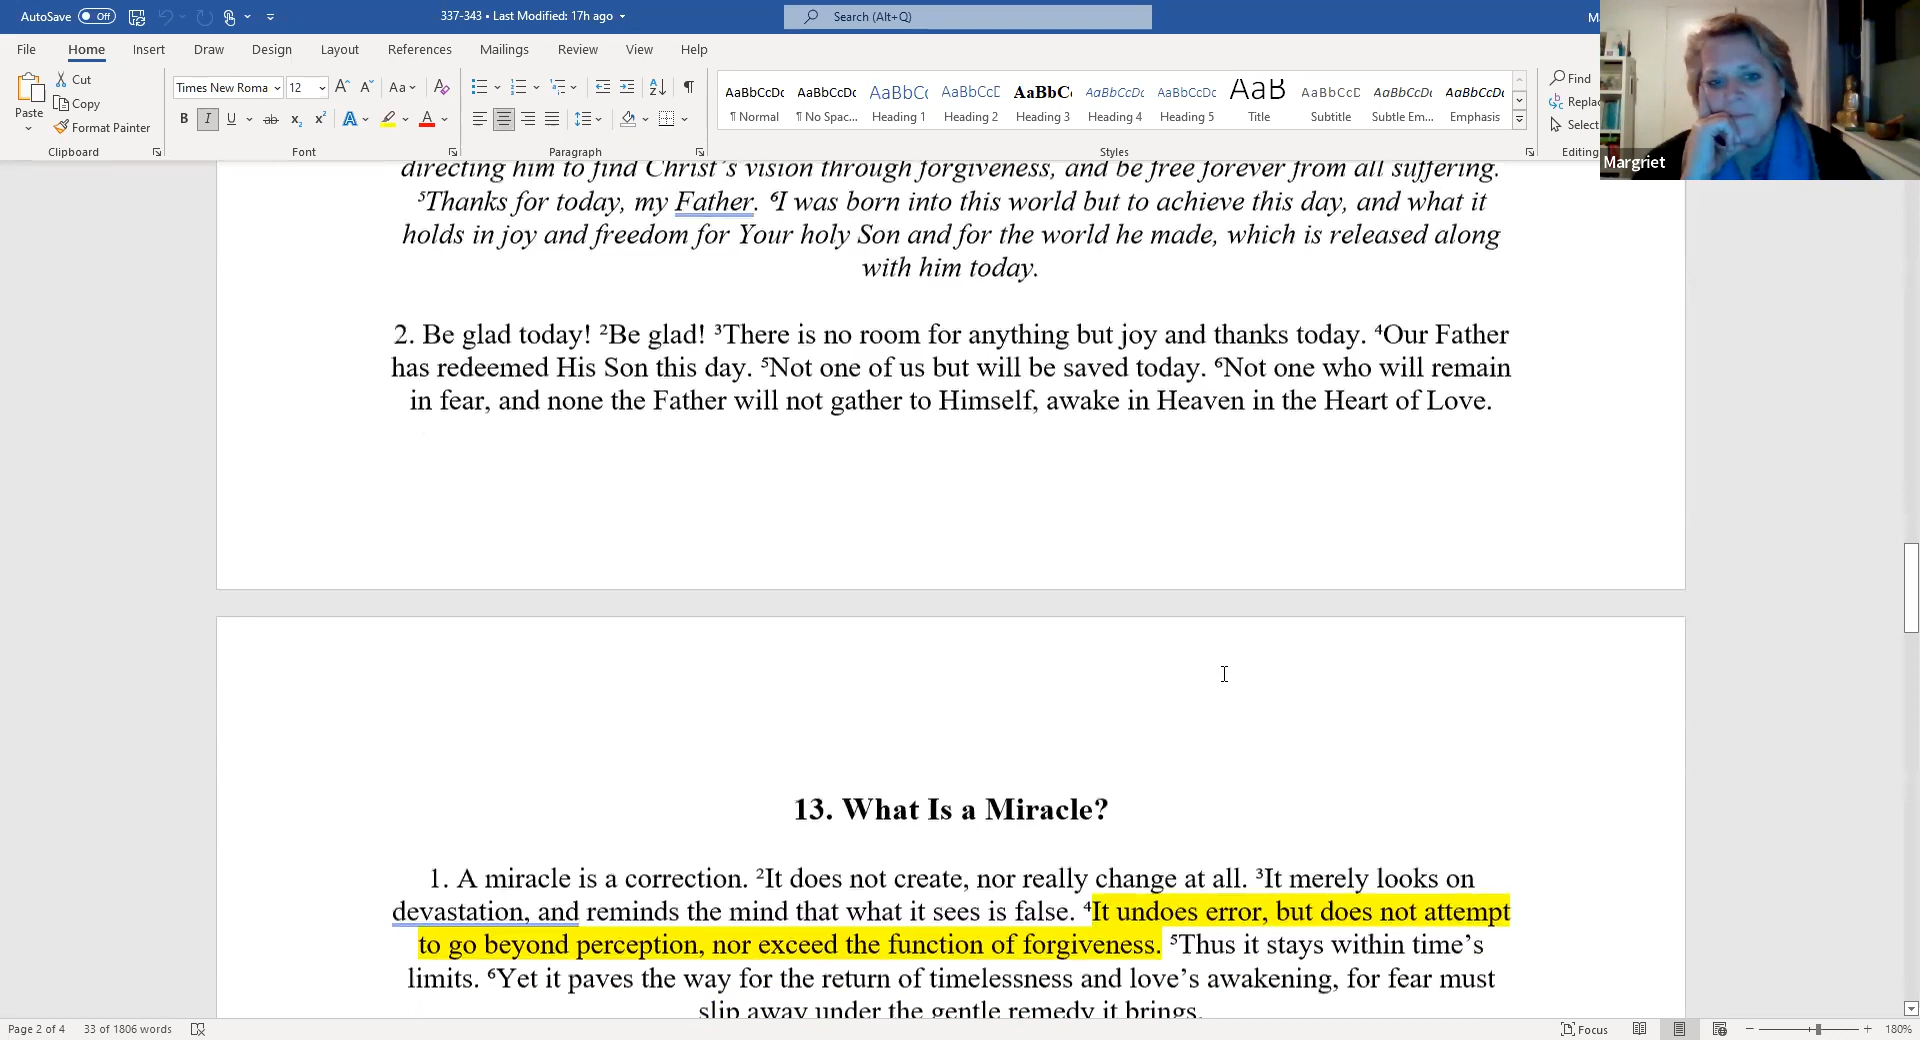 AutoSave Off 337-343 • Last Modified: 17h ago Search (Alt+Q)
File Home Insert Draw Design Layout References Mailings Review View Help
Paste Cut Copy Format Painter
Clipboard
Times New Roma 12
Font
Paragraph
AaBbCcDc AaBbCcDc AaBbC AaBbCcD AaBbC AaBbCcDc AaBbCcDc AaB AaBbCcD AaBbCcDc AaBbCcDc
¶ Normal ¶ No Spac... Heading 1 Heading 2 Heading 3 Heading 4 Heading 5 Title Subtitle Subtle Em... Emphasis
Styles
Find
Repla
Select
Editing
Margriet
directing him to find Christ's vision through forgiveness, and be free forever from all suffering.
⁵Thanks for today, my Father. ⁶I was born into this world but to achieve this day, and what it
holds in joy and freedom for Your holy Son and for the world he made, which is released along
with him today.
2. Be glad today! ²Be glad! ³There is no room for anything but joy and thanks today. ⁴Our Father
has redeemed His Son this day. ⁵Not one of us but will be saved today. ⁶Not one who will remain
in fear, and none the Father will not gather to Himself, awake in Heaven in the Heart of Love.
13. What Is a Miracle?
1. A miracle is a correction. ²It does not create, nor really change at all. ³It merely looks on
devastation, and reminds the mind that what it sees is false. ⁴It undoes error, but does not attempt
to go beyond perception, nor exceed the function of forgiveness. ⁵Thus it stays within time's
limits. ⁶Yet it paves the way for the return of timelessness and love's awakening, for fear must
slip away under the gentle remedy it brings.
Page 2 of 4 33 of 1806 words Focus 180%